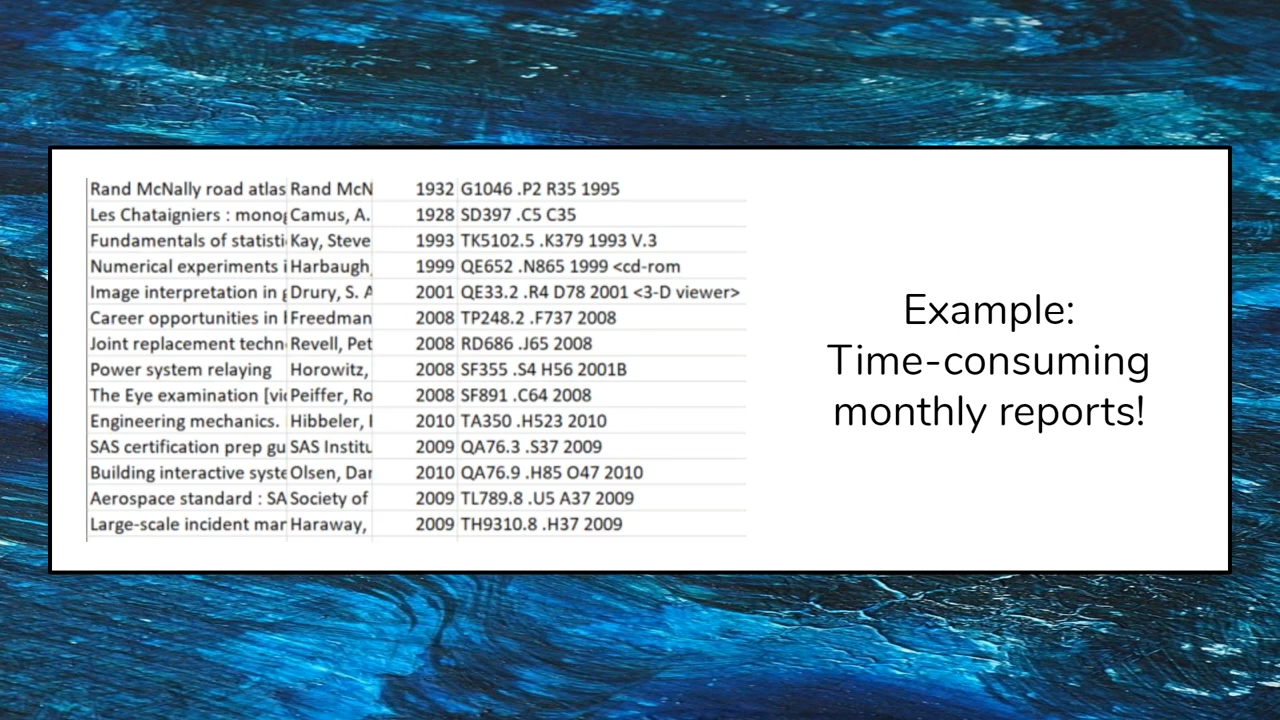 Rand McNally road atlas Rand McN 1932 G1046 .P2 R35 1995
Les Chataigniers : monog Camus, A. 1928 SD397 .C5 C35
Fundamentals of statisti Kay, Steve 1993 TK5102.5 .K379 1993 V.3
Numerical experiments i Harbaugh, 1999 QE652 .N865 1999 <cd-rom
Image interpretation in g Drury, S. A 2001 QE33.2 .R4 D78 2001 <3-D viewer>
Career opportunities in Freedman 2008 TP248.2 .F737 2008
Joint replacement techn Revell, Pet 2008 RD686 .J65 2008
Power system relaying Horowitz, 2008 SF355 .S4 H56 2001B
The Eye examination [vid Peiffer, Ro 2008 SF891 .C64 2008
Engineering mechanics. Hibbeler, 2010 TA350 .H523 2010
SAS certification prep gu SAS Institu 2009 QA76.3 .S37 2009
Building interactive syste Olsen, Dan 2010 QA76.9 .H85 O47 2010
Aerospace standard : SA Society of 2009 TL789.8 .U5 A37 2009
Large-scale incident man Haraway, 2009 TH9310.8 .H37 2009
Example:
Time-consuming
monthly reports!